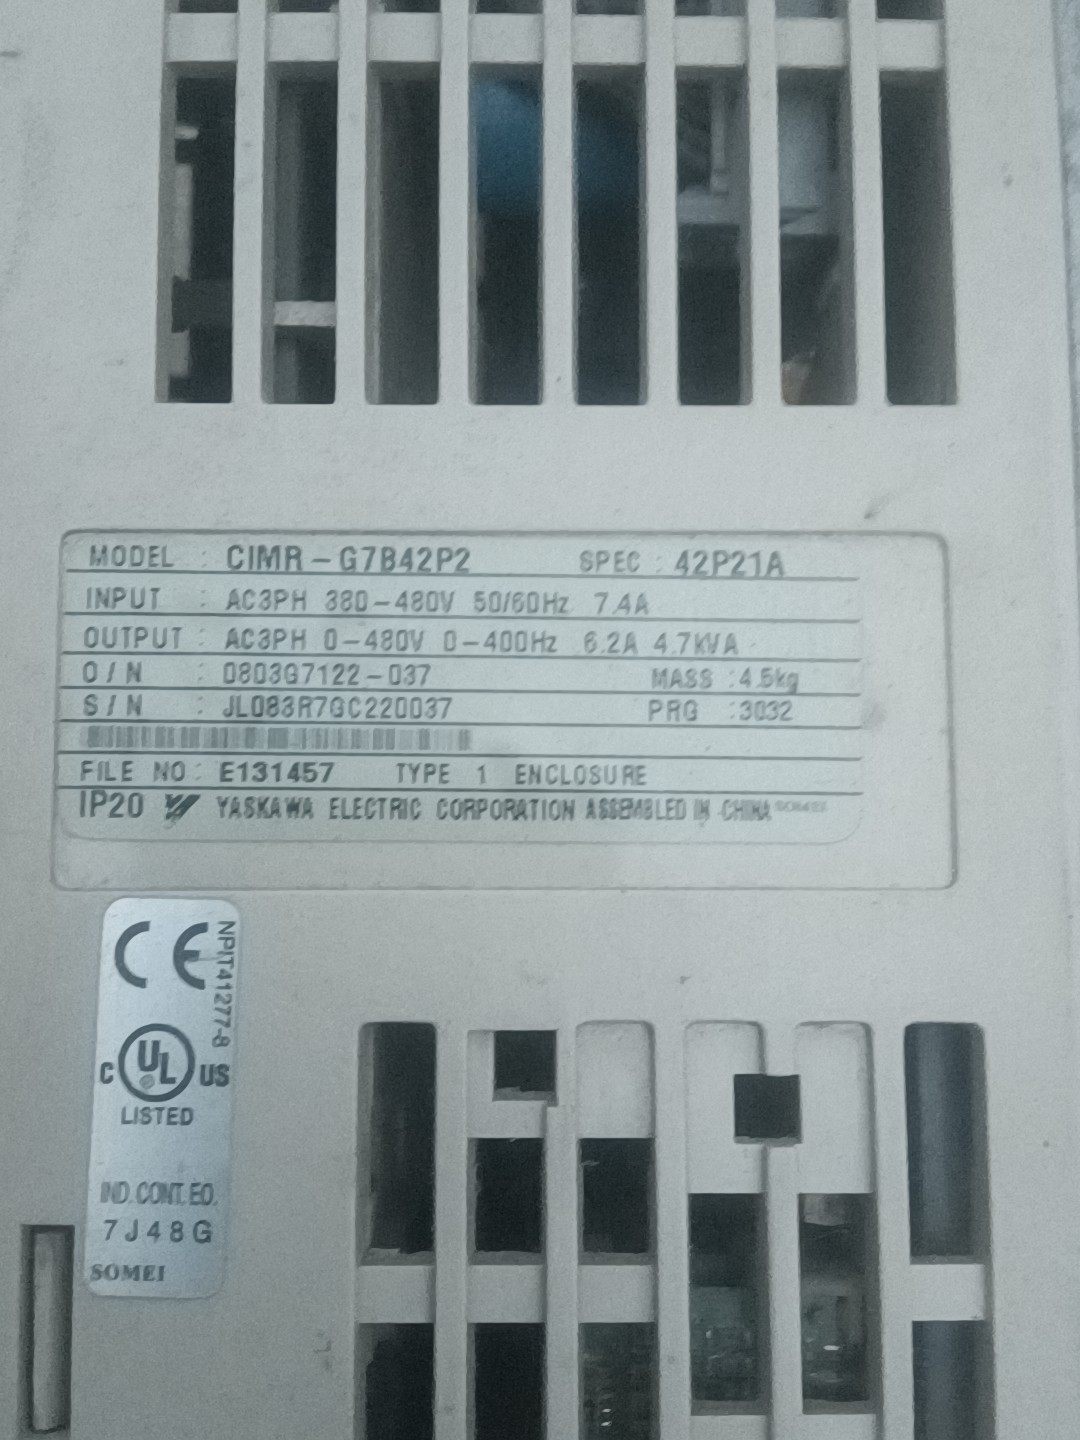 MODEL : CIMR-G7B42P2 SPEC : 42P21A
INPUT : AC3PH 380-480V 50/60Hz 7.4A
OUTPUT : AC3PH 0-480V 0-400Hz 6.2A 4.7KVA
O/N : 0803G7122-037 MASS :4.5kg
S/N : JL083R7GC220037 PRG :3032
FILE NO : E131457 TYPE 1 ENCLOSURE
IP20 YASKAWA ELECTRIC CORPORATION ASSEMBLED IN CHINA SOMEI
CE
NPIT41277-8
C UL US
LISTED
IND.CONT.EQ.
7J48G
SOMEI